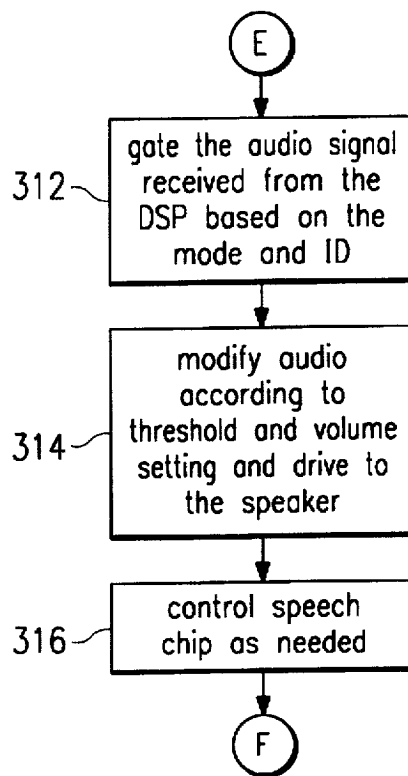 E
gate the audio signal
received from the
DSP based on the
mode and ID
312
modify audio
according to
threshold and volume
setting and drive to
the speaker
314
control speech
chip as needed
316
F